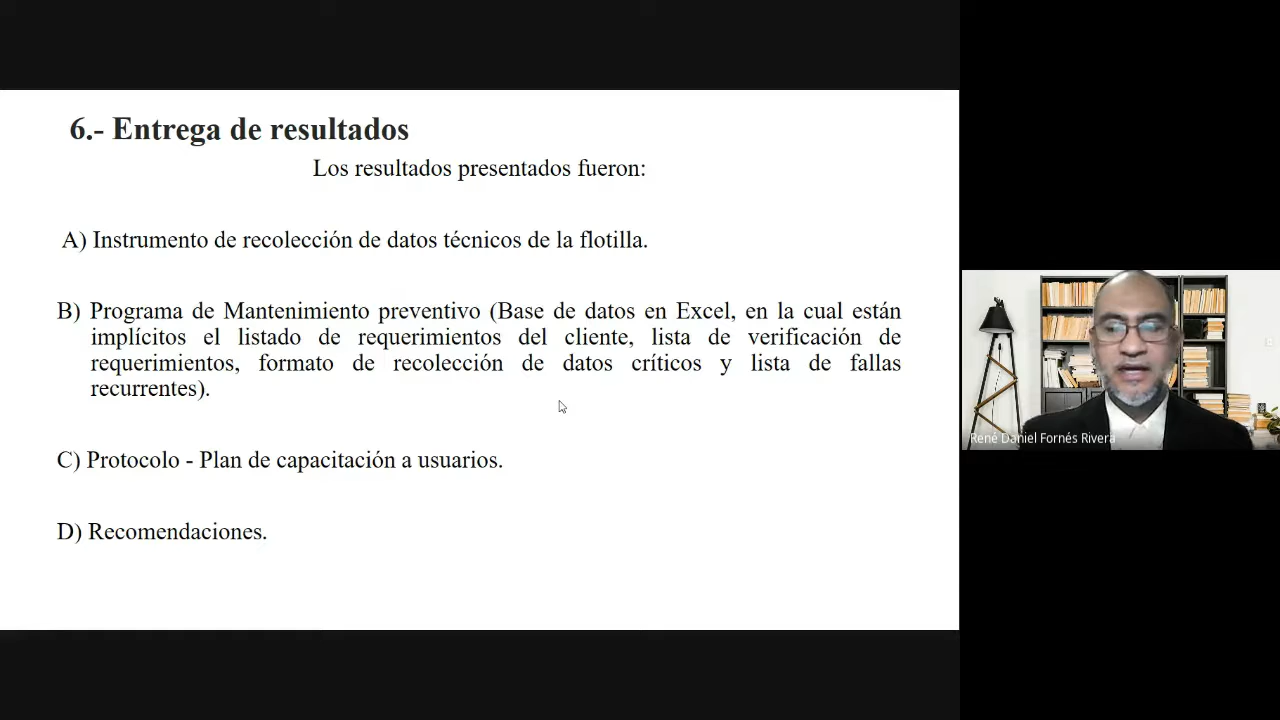 6.- Entrega de resultados
Los resultados presentados fueron:
A) Instrumento de recolección de datos técnicos de la flotilla.
B) Programa de Mantenimiento preventivo (Base de datos en Excel, en la cual están
implícitos el listado de requerimientos del cliente, lista de verificación de
requerimientos, formato de recolección de datos críticos y lista de fallas
recurrentes).
C) Protocolo - Plan de capacitación a usuarios.
D) Recomendaciones.
René Daniel Fornés Rivera